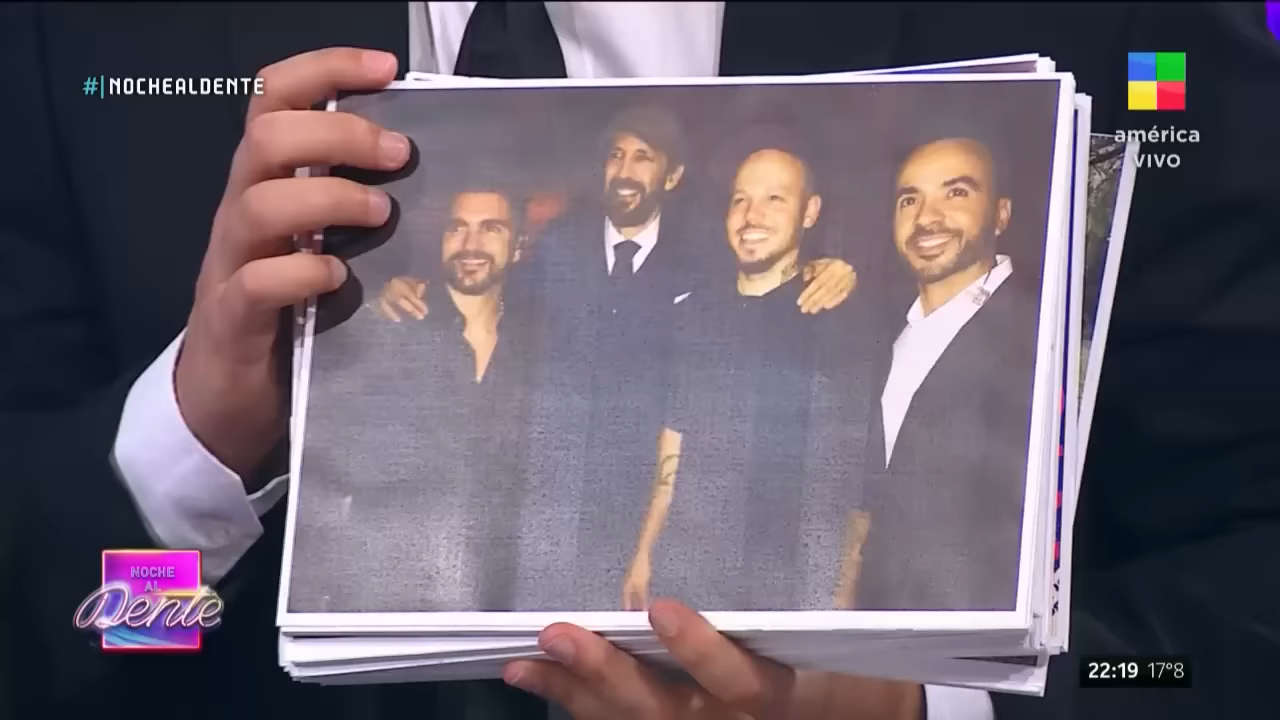 #|NOCHEALDENTE
américa
VIVO
NOCHE
AL
Dente
22:19 17°8